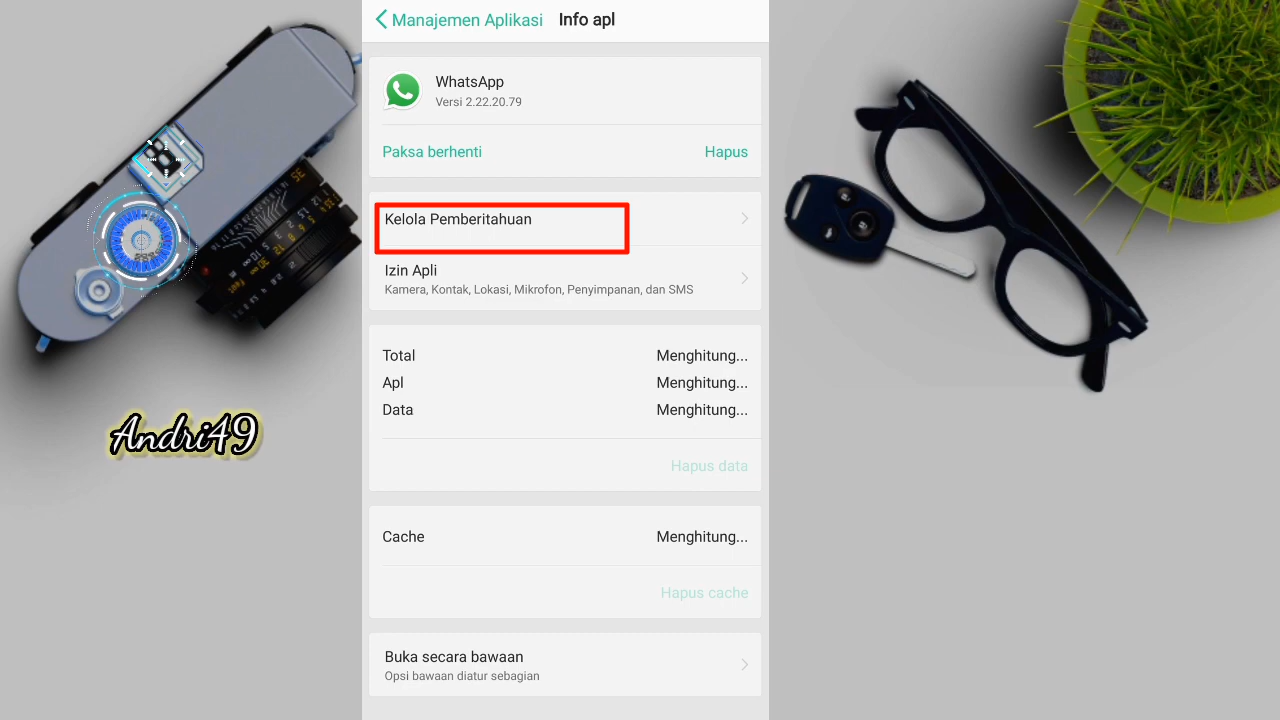 Manajemen Aplikasi Info apl
WhatsApp
Versi 2.22.20.79
Paksa berhenti Hapus
Kelola Pemberitahuan
Izin Apli
Kamera, Kontak, Lokasi, Mikrofon, Penyimpanan, dan SMS
Total Menghitung...
Apl Menghitung...
Data Menghitung...
Hapus data
Cache Menghitung...
Hapus cache
Buka secara bawaan
Opsi bawaan diatur sebagian
Andri49